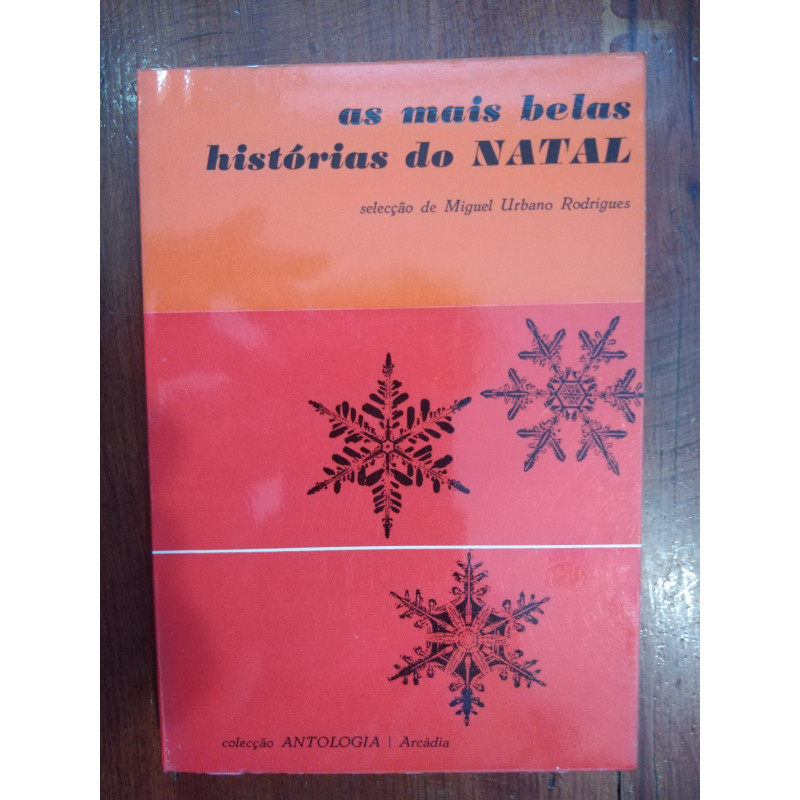 as mais belas
histórias do NATAL
selecção de Miguel Urbano Rodrigues
colecção ANTOLOGIA | Arcádia